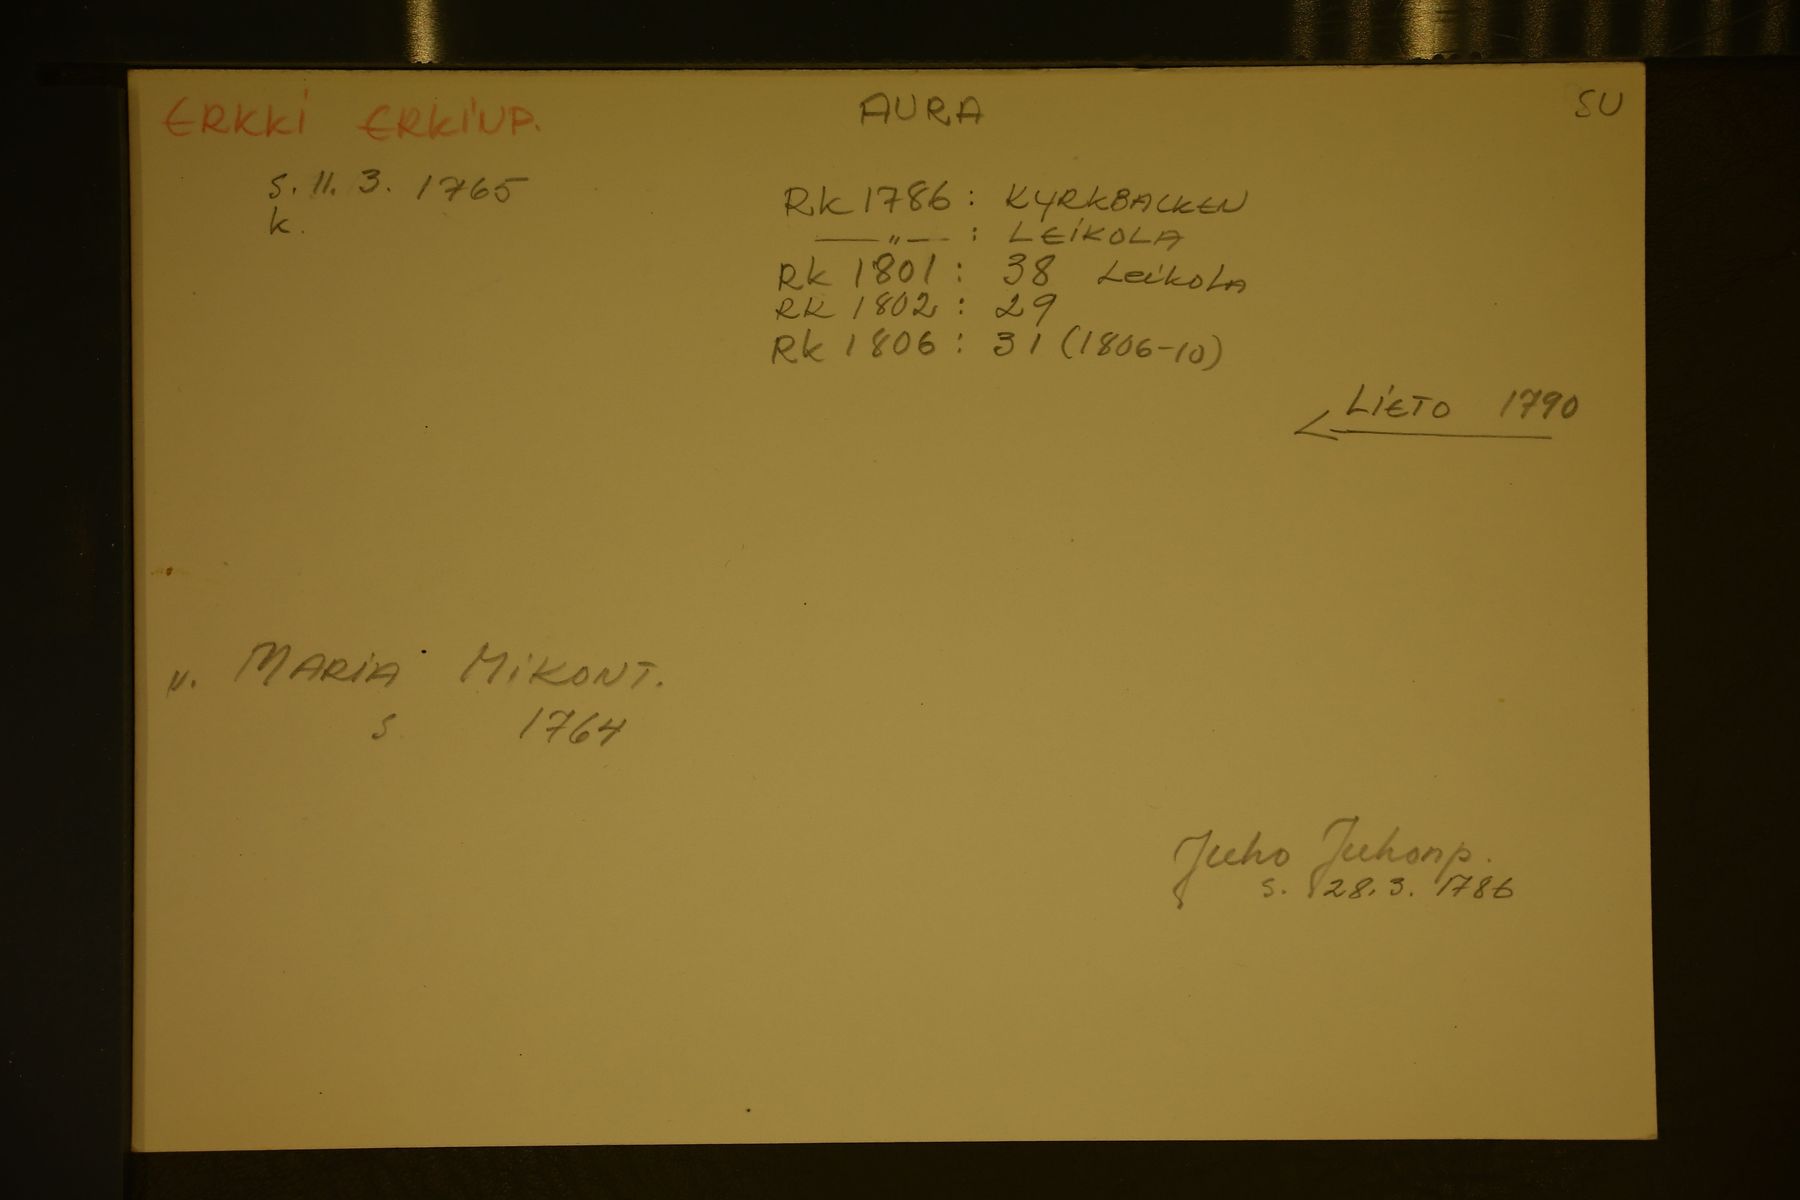 ERKKI ERKINP. AURA SU
s. 11. 3. 1765
k.
RK 1786 : KYRKBACKEN
—"— : LEIKOLA
RK 1801 : 38 Leikola
RK 1802 : 29
RK 1806 : 31 (1806-10)
LIETO 1790
v. MARIA MIKONT.
s 1764
Juho Juhonp.
s. 28. 3. 1786